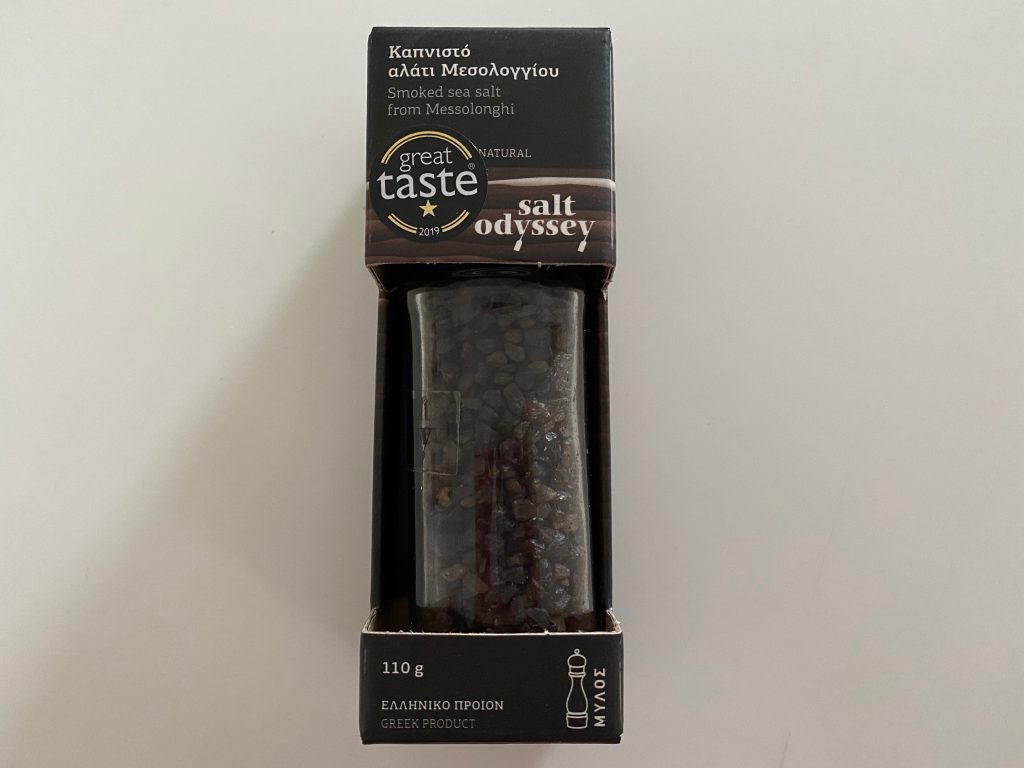 Καπνιστό
αλάτι Μεσολογγίου
Smoked sea salt
from Messolonghi
NATURAL
great
taste®
2019
salt
odyssey
110 g
ΕΛΛΗΝΙΚΟ ΠΡΟΪΟΝ
GREEK PRODUCT
ΜΥΛΟΣ